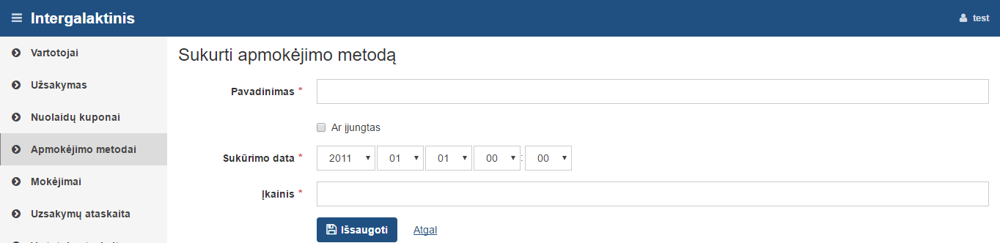 Intergalaktinis
test
Vartotojai
Užsakymas
Nuolaidų kuponai
Apmokėjimo metodai
Mokėjimai
Uzsakymų ataskaita
Sukurti apmokėjimo metodą
Pavadinimas *
Ar įjungtas
Sukūrimo data * 2011 01 01 00 : 00
Įkainis *
Išsaugoti Atgal